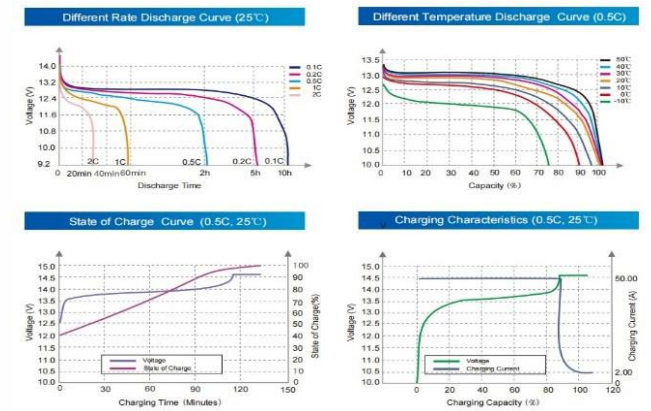 Different Rate Discharge Curve (25℃)
Voltage (V)
14.0
13.2
12.4
11.6
10.8
10.0
9.2
0.1C
0.2C
0.5C
1C
2C
2C 1C 0.5C 0.2C 0.1C
0 20min 40min 60min 2h 5h 10h
Discharge Time
Different Temperature Discharge Curve (0.5C)
Voltage (V)
13.5
13.0
12.5
12.0
11.5
11.0
10.5
10.0
50℃
40℃
30℃
20℃
10℃
0℃
-10℃
0 10 20 30 40 50 60 70 80 90 100
Capacity (%)
State of Charge Curve (0.5C, 25℃)
Voltage (V)
15.0
14.5
14.0
13.5
13.0
12.5
12.0
11.5
11.0
10.5
10.0
100
90
80
70
60
50
40
30
20
10
0
State of Charge(%)
Voltage
State of Charge
0 30 60 90 120 150
Charging Time (Minutes)
Charging Characteristics (0.5C, 25℃)
Voltage (V)
15.0
14.5
14.0
13.5
13.0
12.5
12.0
11.5
11.0
10.5
10.0
50.00
2.00
0
Charging Current (A)
Voltage
Charging Current
0 20 40 60 80 100 120
Charging Capacity (%)